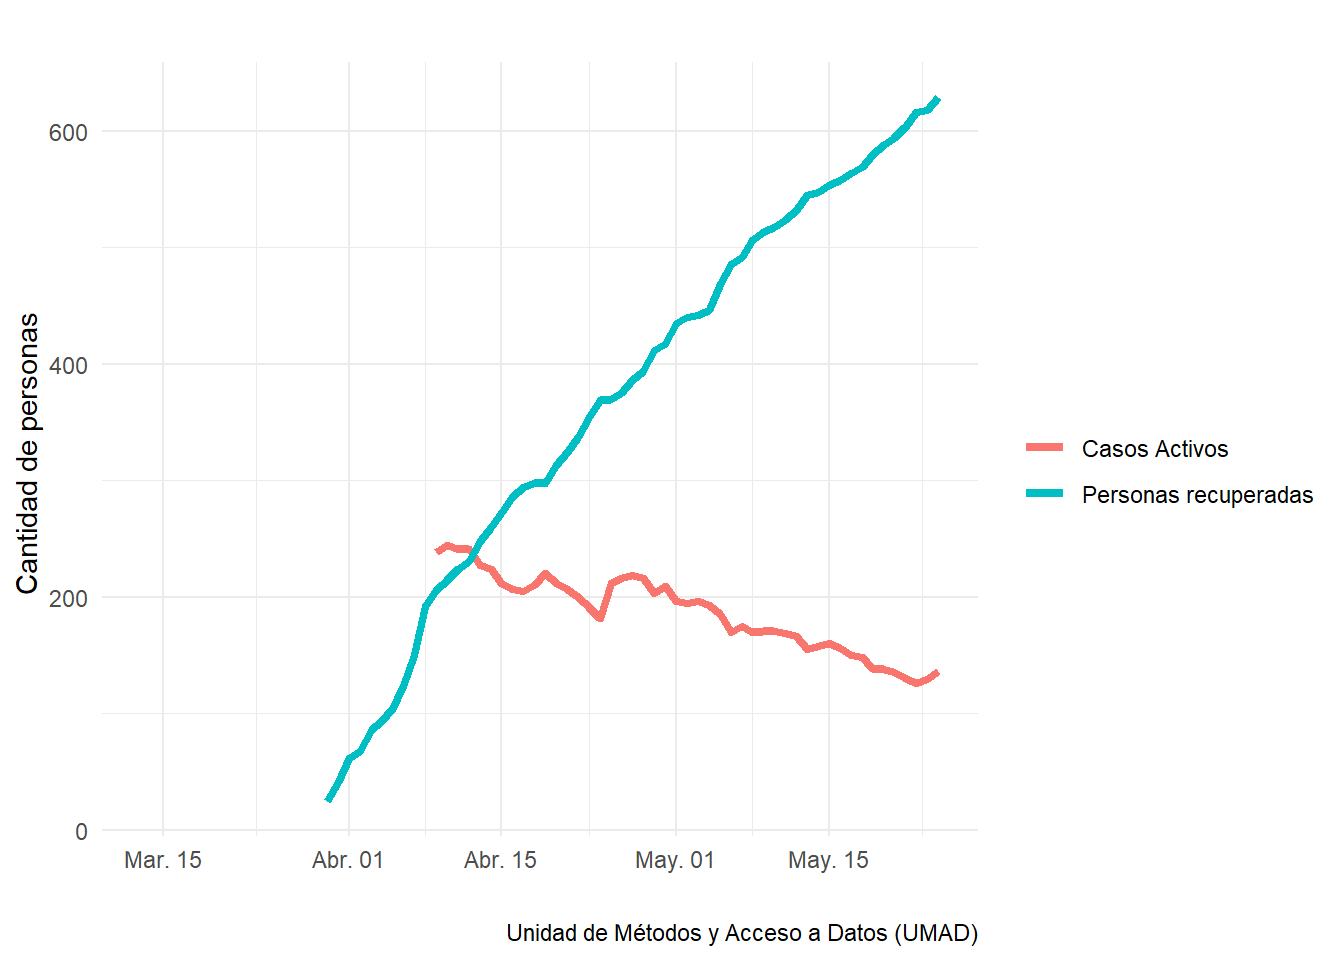 Cantidad de personas
600
400
200
0
Mar. 15
Abr. 01
Abr. 15
May. 01
May. 15
Casos Activos
Personas recuperadas
Unidad de Métodos y Acceso a Datos (UMAD)